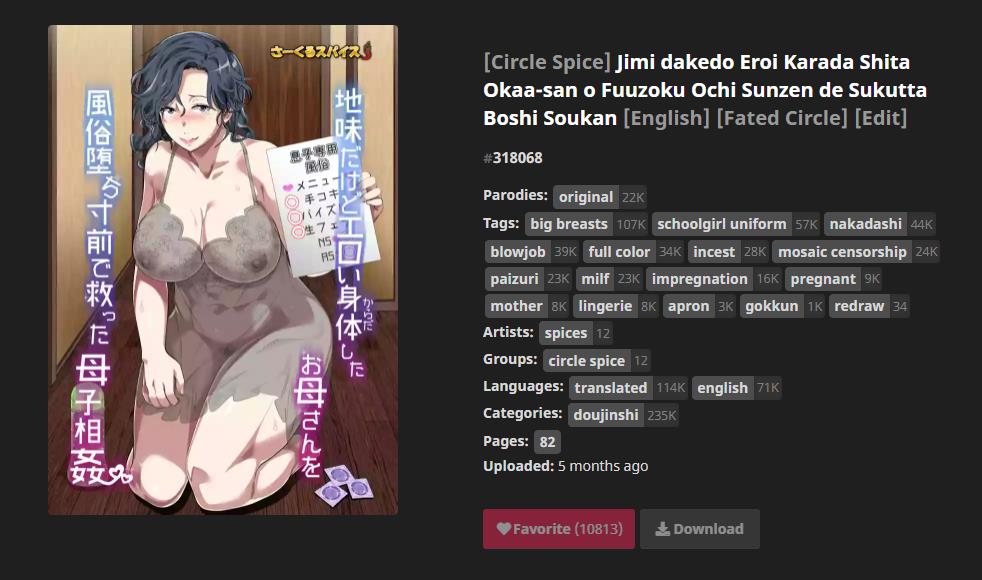 さーくるスパイス
地味だけどエロい身体した
からだ
お母さんを
風俗堕ち寸前で救った
母子相姦
息子専用
風俗
メニュー
手コキ
パイズ
生フェ
NS
AS
[Circle Spice] Jimi dakedo Eroi Karada Shita
Okaa-san o Fuuzoku Ochi Sunzen de Sukutta
Boshi Soukan [English] [Fated Circle] [Edit]
#318068
Parodies: original 22K
Tags: big breasts 107K schoolgirl uniform 57K nakadashi 44K
blowjob 39K full color 34K incest 28K mosaic censorship 24K
paizuri 23K milf 23K impregnation 16K pregnant 9K
mother 8K lingerie 8K apron 3K gokkun 1K redraw 34
Artists: spices 12
Groups: circle spice 12
Languages: translated 114K english 71K
Categories: doujinshi 235K
Pages: 82
Uploaded: 5 months ago
Favorite (10813) Download